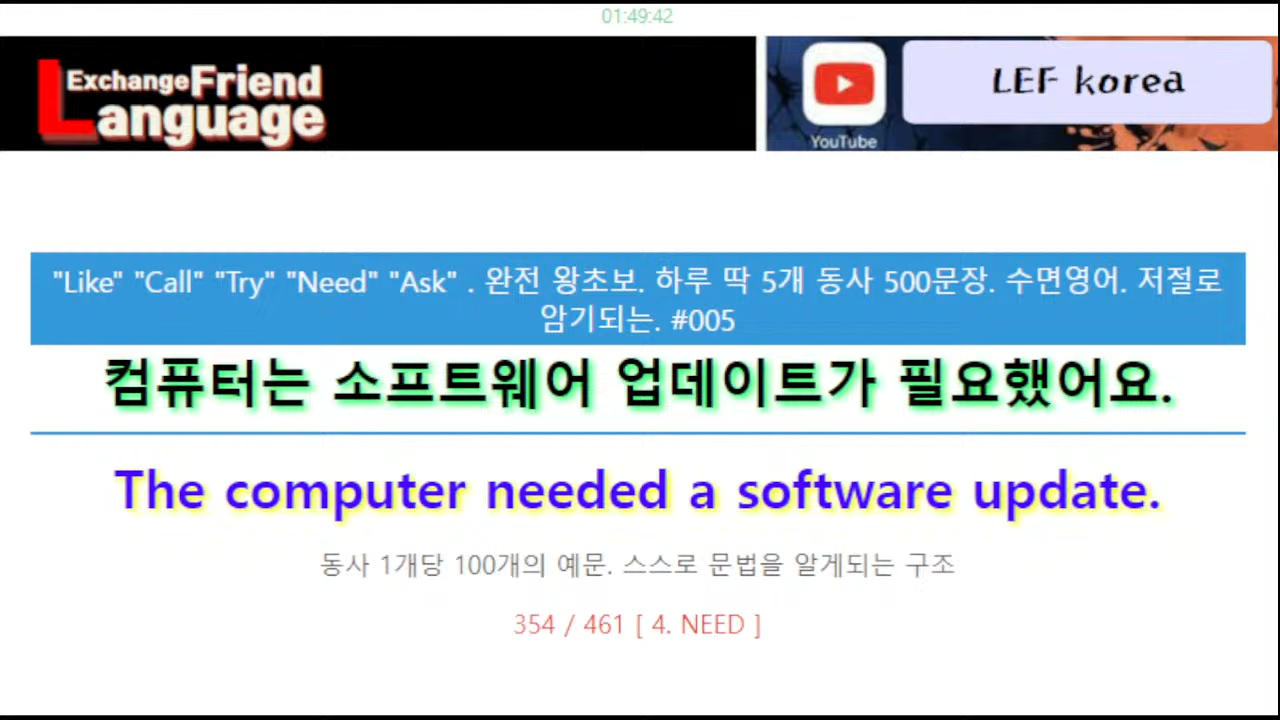 01:49:42
ExchangeFriend
Language
LEF korea
YouTube
"Like" "Call" "Try" "Need" "Ask" . 완전 왕초보. 하루 딱 5개 동사 500문장. 수면영어. 저절로
암기되는. #005
컴퓨터는 소프트웨어 업데이트가 필요했어요.
The computer needed a software update.
동사 1개당 100개의 예문. 스스로 문법을 알게되는 구조
354 / 461 [ 4. NEED ]